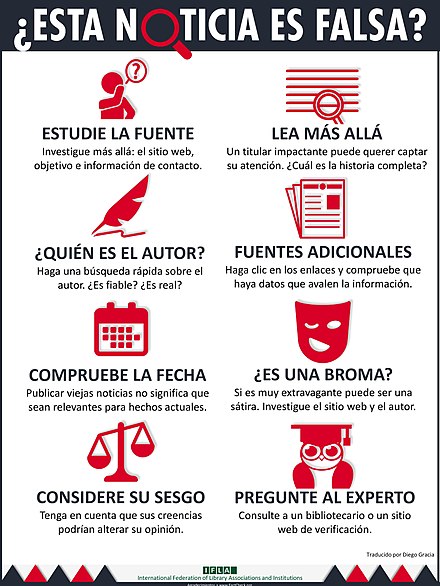 ¿ESTA NOTICIA ES FALSA?
?
ESTUDIE LA FUENTE
Investigue más allá: el sitio web,
objetivo e información de contacto.
LEA MÁS ALLÁ
Un titular impactante puede querer captar
su atención. ¿Cuál es la historia completa?
¿QUIÉN ES EL AUTOR?
Haga una búsqueda rápida sobre el
autor. ¿Es fiable? ¿Es real?
FUENTES ADICIONALES
Haga clic en los enlaces y compruebe que
haya datos que avalen la información.
COMPRUEBE LA FECHA
Publicar viejas noticias no significa que
sean relevantes para hechos actuales.
¿ES UNA BROMA?
Si es muy extravagante puede ser una
sátira. Investigue el sitio web y el autor.
CONSIDERE SU SESGO
Tenga en cuenta que sus creencias
podrían alterar su opinión.
PREGUNTE AL EXPERTO
Consulte a un bibliotecario o un sitio
web de verificación.
Traducido por Diego Gracia
IFLA
International Federation of Library Associations and Institutions